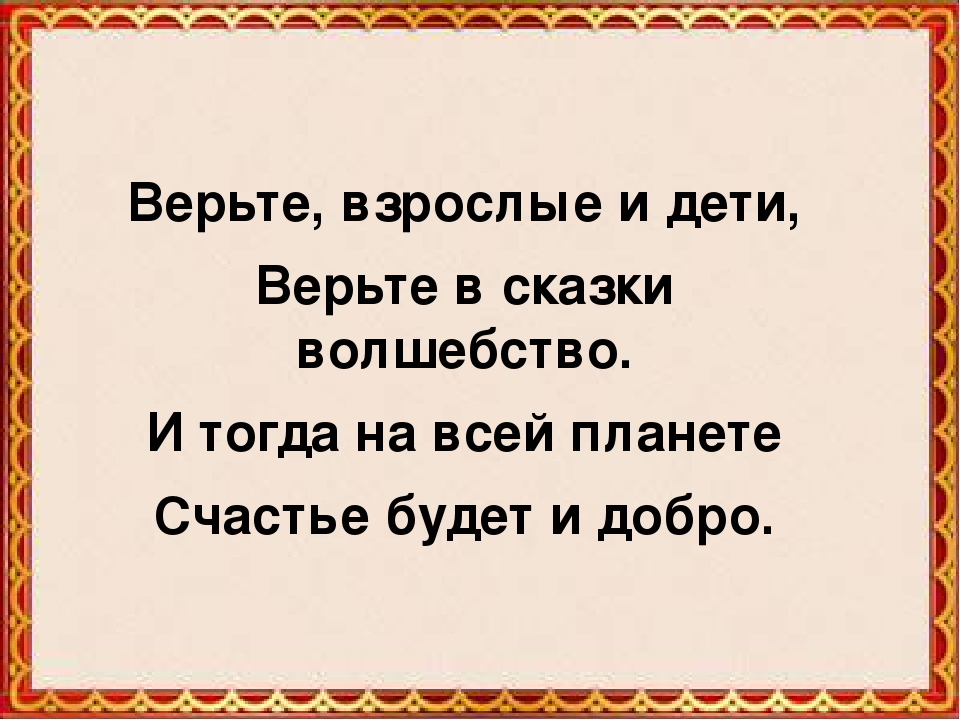 Верьте, взрослые и дети,
Верьте в сказки
волшебство.
И тогда на всей планете
Счастье будет и добро.